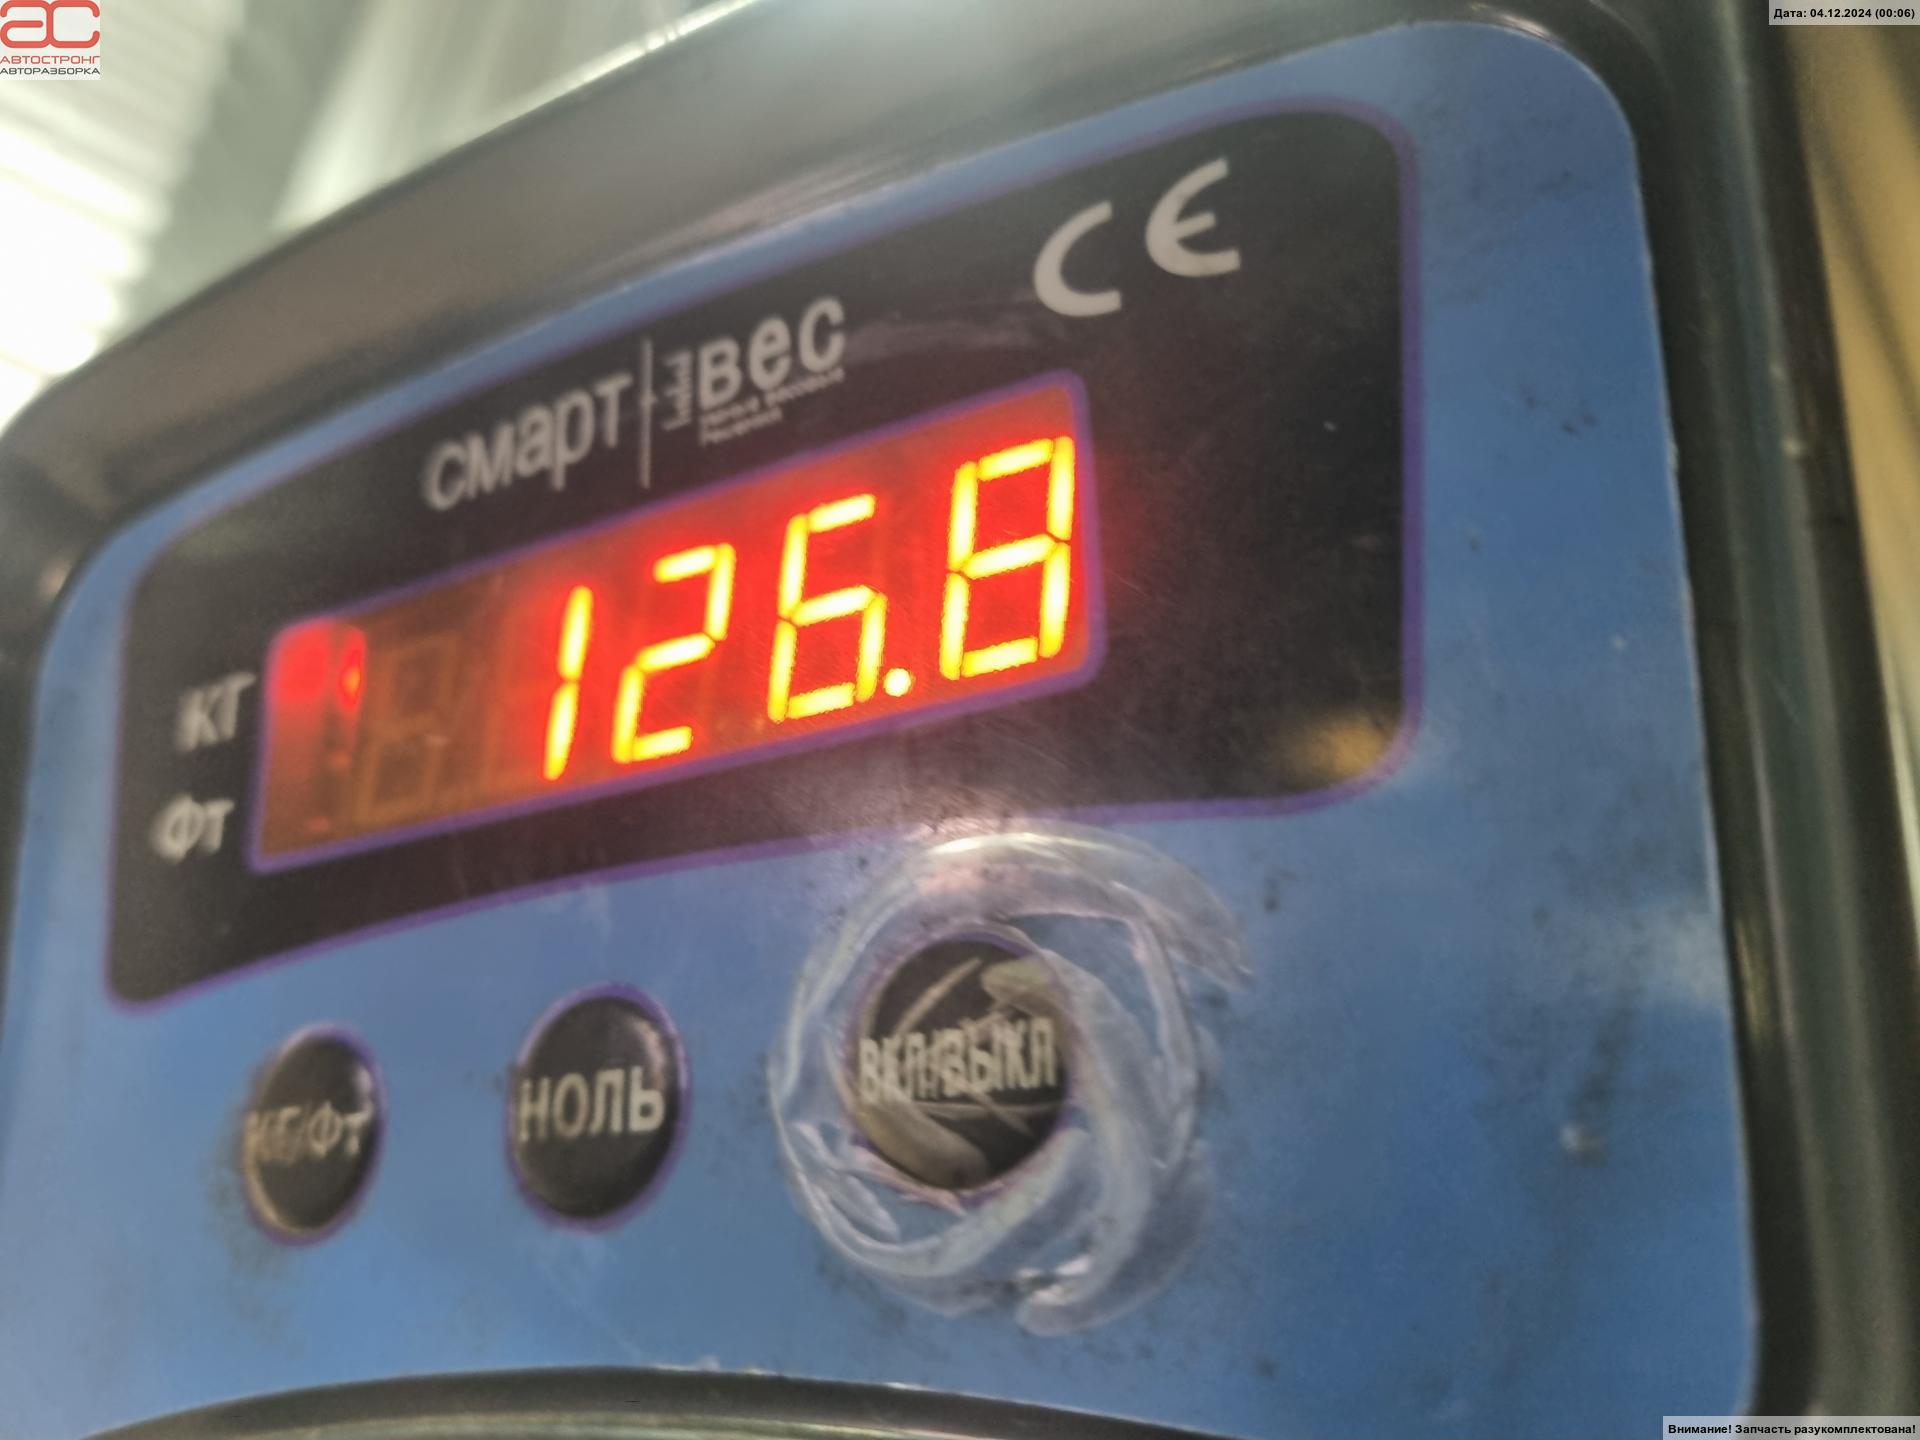 ас
АВТОСТРОНГ
АВТОРАЗБОРКА
Дата: 04.12.2024 (00:06)
CE
смарт вес
126.8
кг
фт
КГ/ФТ
НОЛЬ
ВКЛ/ВЫКЛ
Внимание! Запчасть разукомплектована!